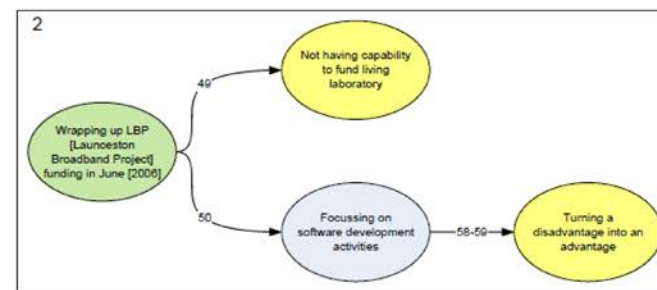 2
Not having capability
to fund living
laboratory
49
Wrapping up LBP
[Launceston
Broadband Project]
funding in June [2006]
50
Focussing on
software development
activities
58-59
Turning a
disadvantage into an
advantage